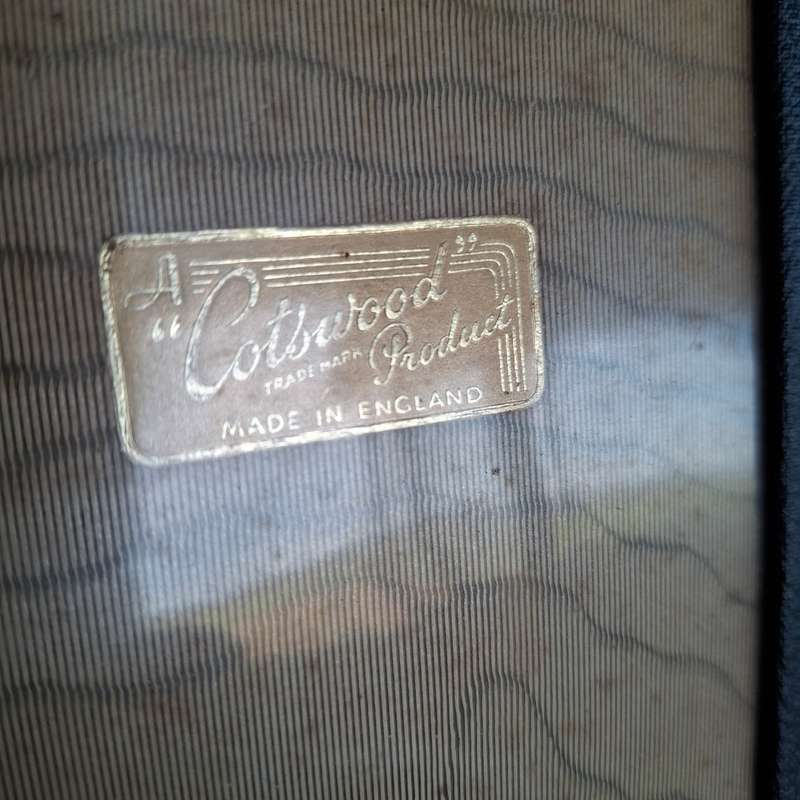 A
"Cotswood"
TRADE MARK Product
MADE IN ENGLAND